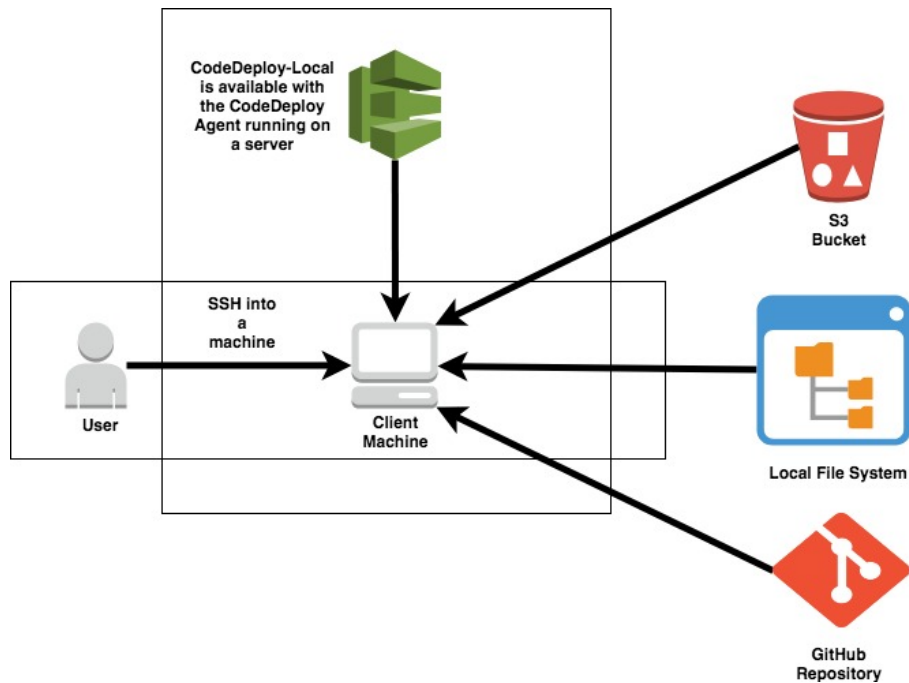 CodeDeploy-Local
is available with
the CodeDeploy
Agent running on
a server
S3
Bucket
SSH into
a
machine
User
Client
Machine
Local File System
GitHub
Repository